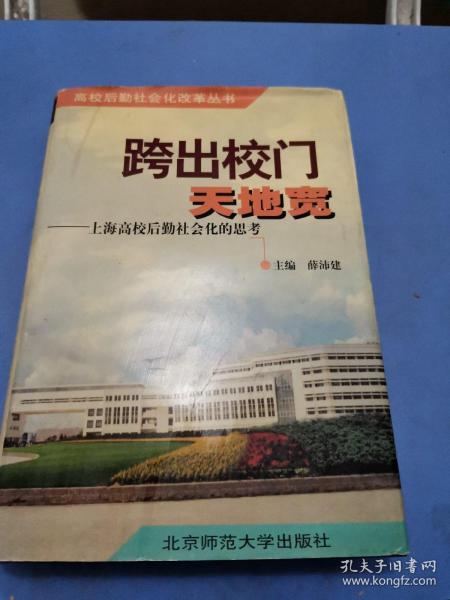 高校后勤社会化改革丛书
跨出校门
天地宽
——上海高校后勤社会化的思考
主编 薛沛建
北京师范大学出版社
孔夫子旧书网
www.kongfz.com